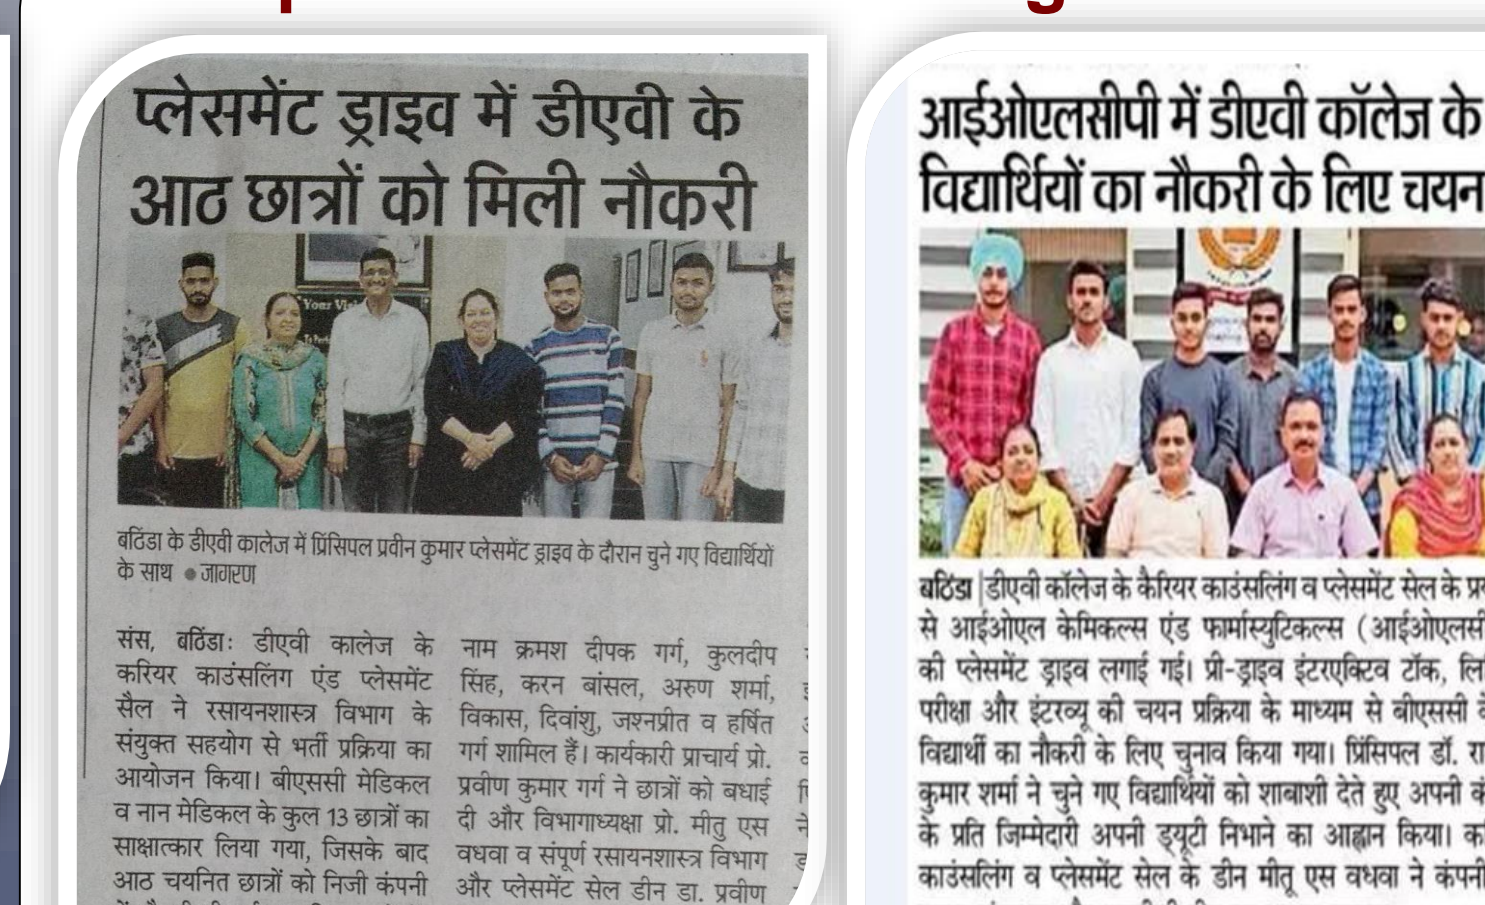 प्लेसमेंट ड्राइव में डीएवी के
आठ छात्रों को मिली नौकरी
Your
बठिंडा के डीएवी कालेज में प्रिंसिपल प्रवीन कुमार प्लेसमेंट ड्राइव के दौरान चुने गए विद्यार्थियों
के साथ ● जागरण
संस, बठिंडाः डीएवी कालेज के
करियर काउंसलिंग एंड प्लेसमेंट
सैल ने रसायनशास्त्र विभाग के
संयुक्त सहयोग से भर्ती प्रक्रिया का
आयोजन किया। बीएससी मेडिकल
व नान मेडिकल के कुल 13 छात्रों का
साक्षात्कार लिया गया, जिसके बाद
आठ चयनित छात्रों को निजी कंपनी
नाम क्रमश दीपक गर्ग, कुलदीप
सिंह, करन बांसल, अरुण शर्मा,
विकास, दिवांशु, जश्नप्रीत व हर्षित
गर्ग शामिल हैं। कार्यकारी प्राचार्य प्रो.
प्रवीण कुमार गर्ग ने छात्रों को बधाई
दी और विभागाध्यक्षा प्रो. मीतु एस
वधवा व संपूर्ण रसायनशास्त्र विभाग
और प्लेसमेंट सेल डीन डा. प्रवीण
आईओएलसीपी में डीएवी कॉलेज के
विद्यार्थियों का नौकरी के लिए चयन
बठिंडा |डीएवी कॉलेज के कैरियर काउंसलिंग व प्लेसमेंट सेल के
से आईओएल केमिकल्स एंड फार्मास्युटिकल्स (आईओएलसी
की प्लेसमेंट ड्राइव लगाई गई। प्री-ड्राइव इंटरएक्टिव टॉक,
परीक्षा और इंटरव्यू की चयन प्रक्रिया के माध्यम से बीएससी
विद्यार्थी का नौकरी के लिए चुनाव किया गया। प्रिंसिपल डॉ.
कुमार शर्मा ने चुने गए विद्यार्थियों को शाबाशी देते हुए अपनी
के प्रति जिम्मेदारी अपनी ड्यूटी निभाने का आह्वान किया।
काउंसलिंग व प्लेसमेंट सेल के डीन मीतू एस वधवा ने कंपनी